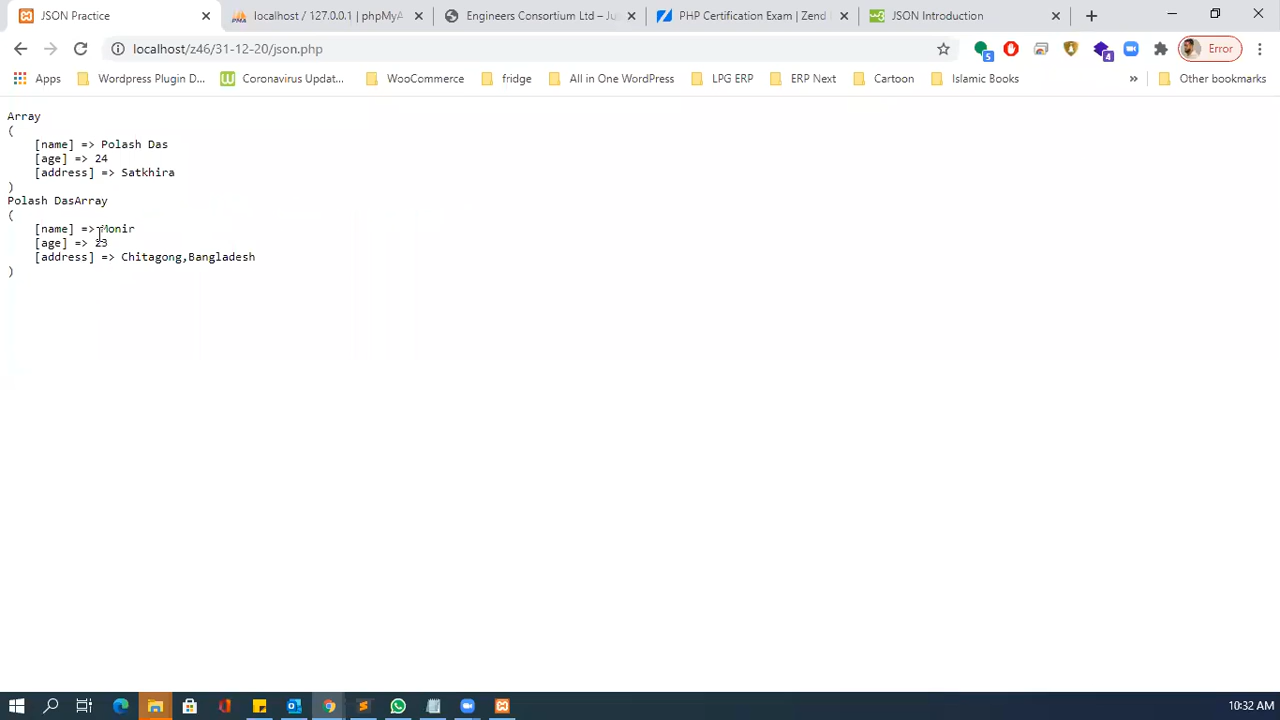 JSON Practice
localhost / 127.0.0.1 | phpMyA
Engineers Consortium Ltd – Ju
PHP Certification Exam | Zend
JSON Introduction
localhost/z46/31-12-20/json.php
5
4
Error
Apps
Wordpress Plugin D...
Coronavirus Updat...
WooCommerce
fridge
All in One WordPress
LPG ERP
ERP Next
Cartoon
Islamic Books
»
Other bookmarks
Array
(
[name] => Polash Das
[age] => 24
[address] => Satkhira
)
Polash DasArray
(
[name] => Monir
[age] => 23
[address] => Chitagong,Bangladesh
)
10:32 AM